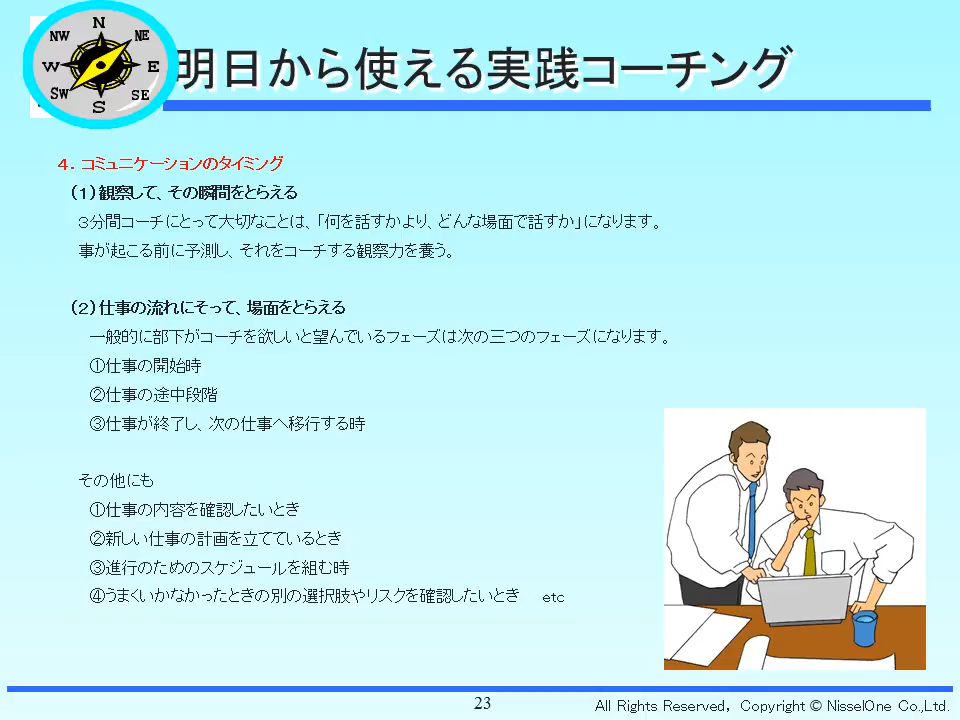 N
NW
NE
W
E
SW
SE
S
明日から使える実践コーチング
４．コミュニケーションのタイミング
（１）観察して、その瞬間をとらえる
３分間コーチにとって大切なことは、「何を話すかより、どんな場面で話すか」になります。
事が起こる前に予測し、それをコーチする観察力を養う。
（２）仕事の流れにそって、場面をとらえる
一般的に部下がコーチを欲しいと望んでいるフェーズは次の三つのフェーズになります。
①仕事の開始時
②仕事の途中段階
③仕事が終了し、次の仕事へ移行する時
その他にも
①仕事の内容を確認したいとき
②新しい仕事の計画を立てているとき
③進行のためのスケジュールを組む時
④うまくいかなかったときの別の選択肢やリスクを確認したいとき　etc
23
All Rights Reserved， Copyright © NisselOne Co.,Ltd.